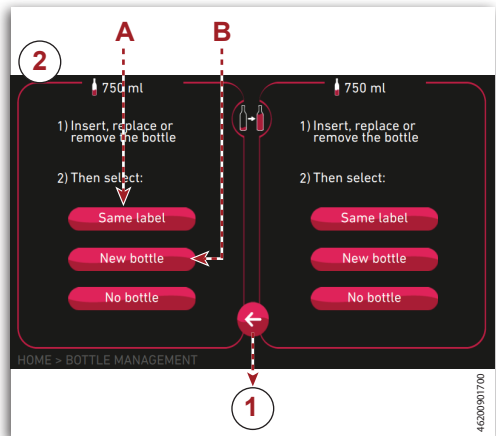 A
B
2
750 ml
1) Insert, replace or
remove the bottle
2) Then select:
Same label
New bottle
No bottle
750 ml
1) Insert, replace or
remove the bottle
2) Then select:
Same label
New bottle
No bottle
HOME > BOTTLE MANAGEMENT
1
46200901700